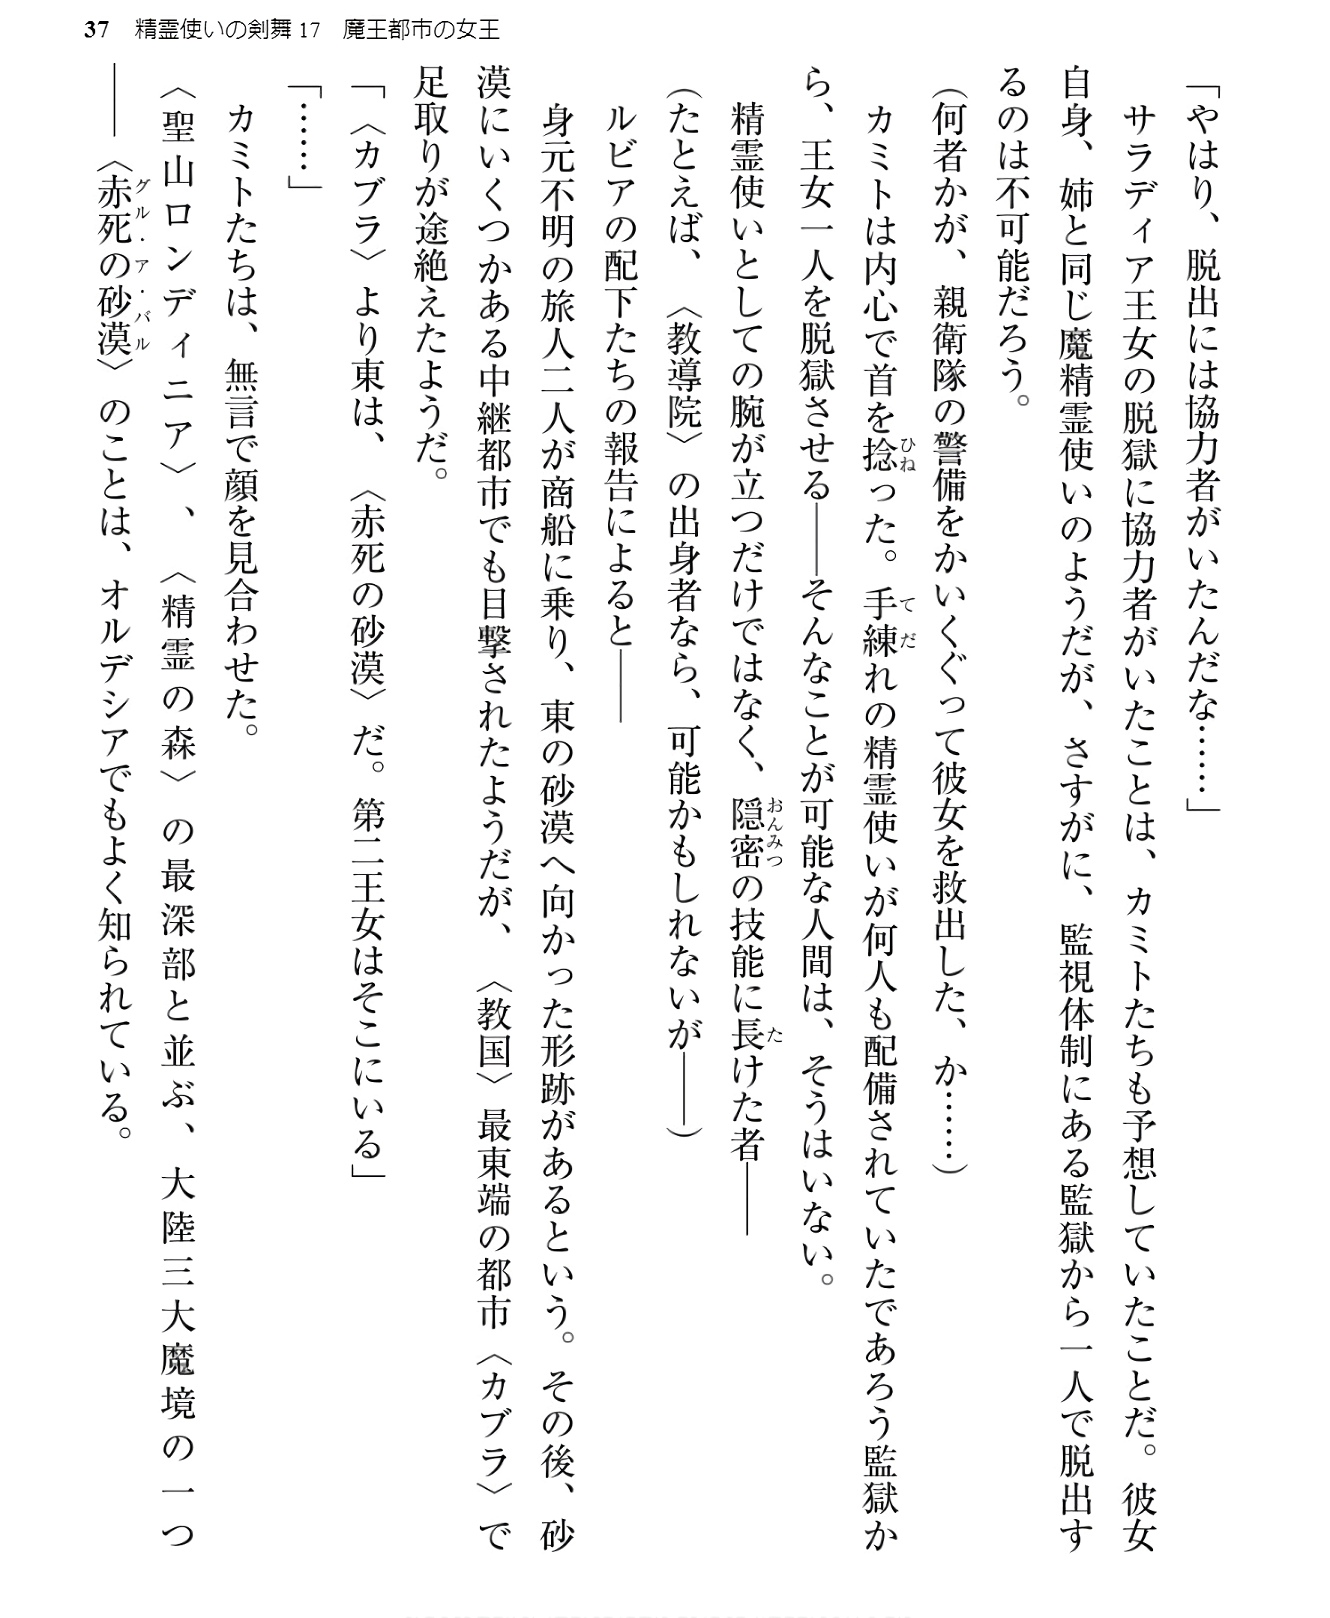 37 精霊使いの剣舞17 魔王都市の女王
「やはり、脱出には協力者がいたんだな……」
サラディア王女の脱獄に協力者がいたことは、カミトたちも予想していたことだ。彼女
自身、姉と同じ魔精霊使いのようだが、さすがに、監視体制にある監獄から一人で脱出す
るのは不可能だろう。
(何者かが、親衛隊の警備をかいくぐって彼女を救出した、か……)
カミトは内心で首を捻った。手練れの精霊使いが何人も配備されていたであろう監獄か
ら、王女一人を脱獄させる――そんなことが可能な人間は、そうはいない。
精霊使いとしての腕が立つだけではなく、隠密の技能に長けた者――
(たとえば、〈教導院〉の出身者なら、可能かもしれないが――)
ルビアの配下たちの報告によると――
身元不明の旅人二人が商船に乗り、東の砂漠へ向かった形跡があるという。その後、砂
漠にいくつかある中継都市でも目撃されたようだが、〈教国〉最東端の都市〈カブラ〉で
足取りが途絶えたようだ。
「〈カブラ〉より東は、〈赤死の砂漠〉だ。第二王女はそこにいる」
「……」
カミトたちは、無言で顔を見合わせた。
〈聖山ロンディニア〉、〈精霊の森〉の最深部と並ぶ、大陸三大魔境の一つ
――〈赤死の砂漠〉のことは、オルデシアでもよく知られている。
ひね
てだ
おんみつ
た
グル・ア・バル